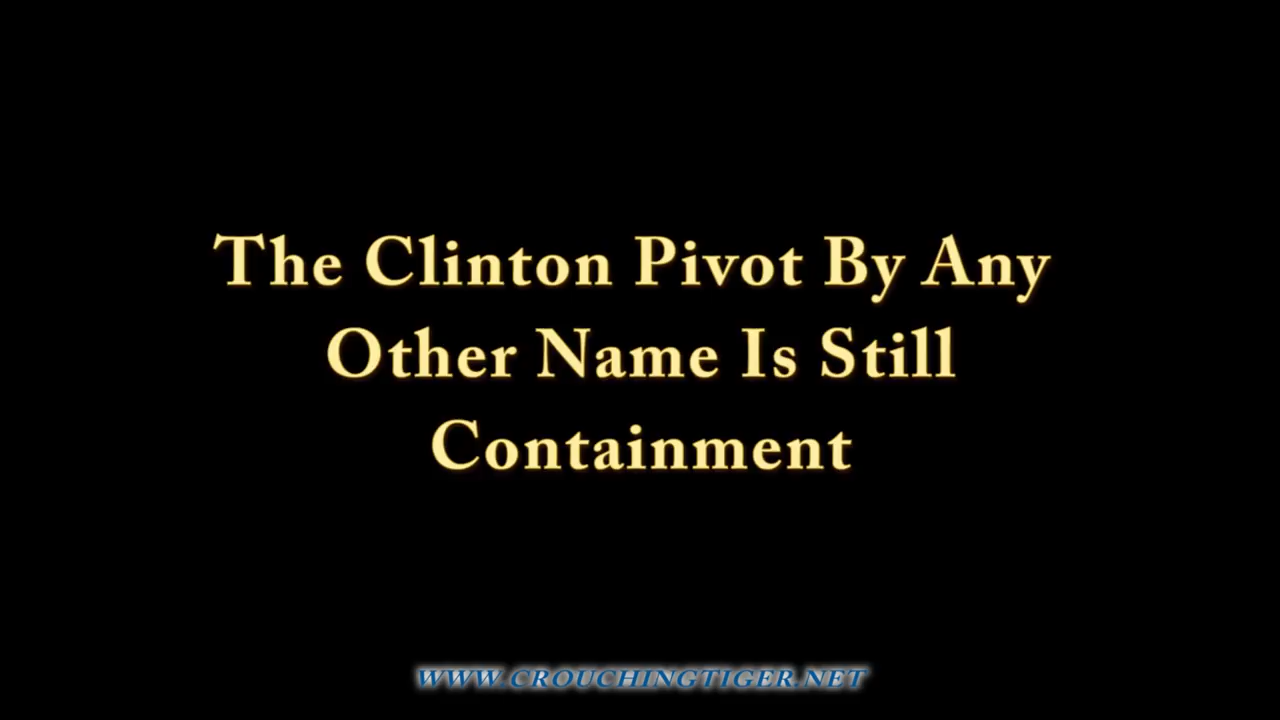 The Clinton Pivot By Any
Other Name Is Still
Containment
WWW.CROUCHINGTIGER.NET